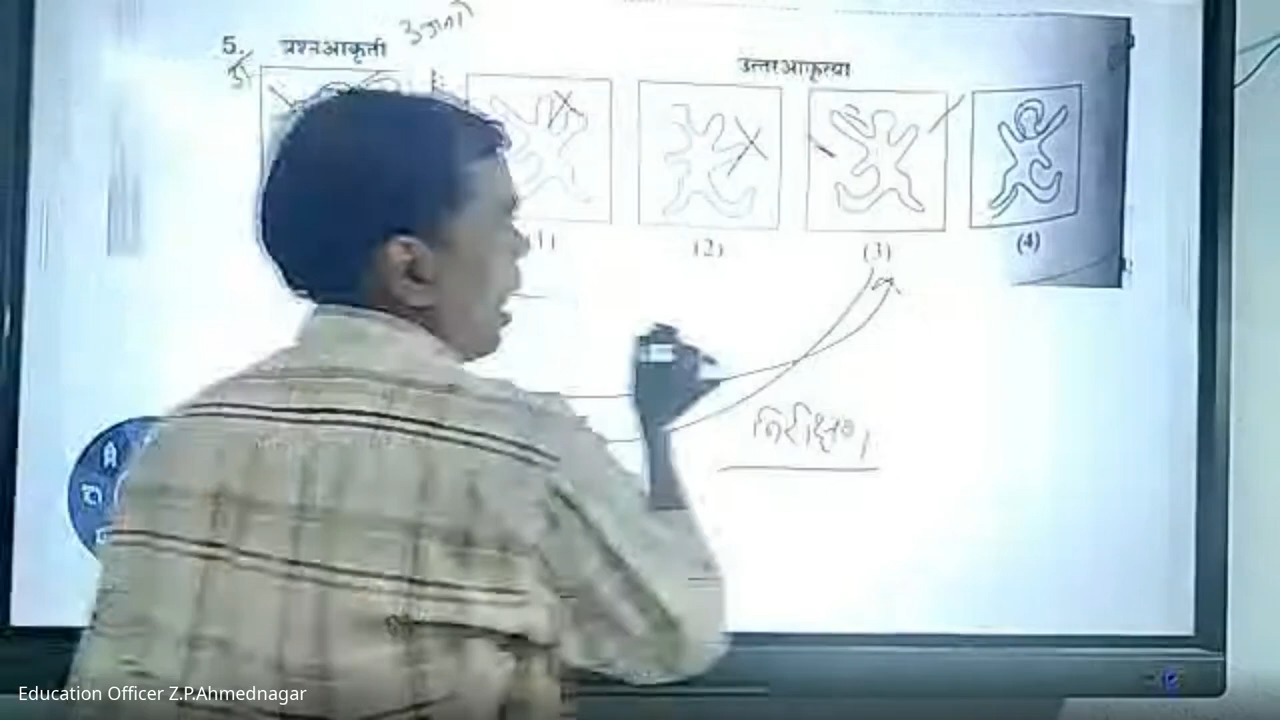 5. प्रश्नआकृती
उत्तरआकृत्या
(1) (2) (3) (4)
निरीक्षण
Education Officer Z.P.Ahmednagar